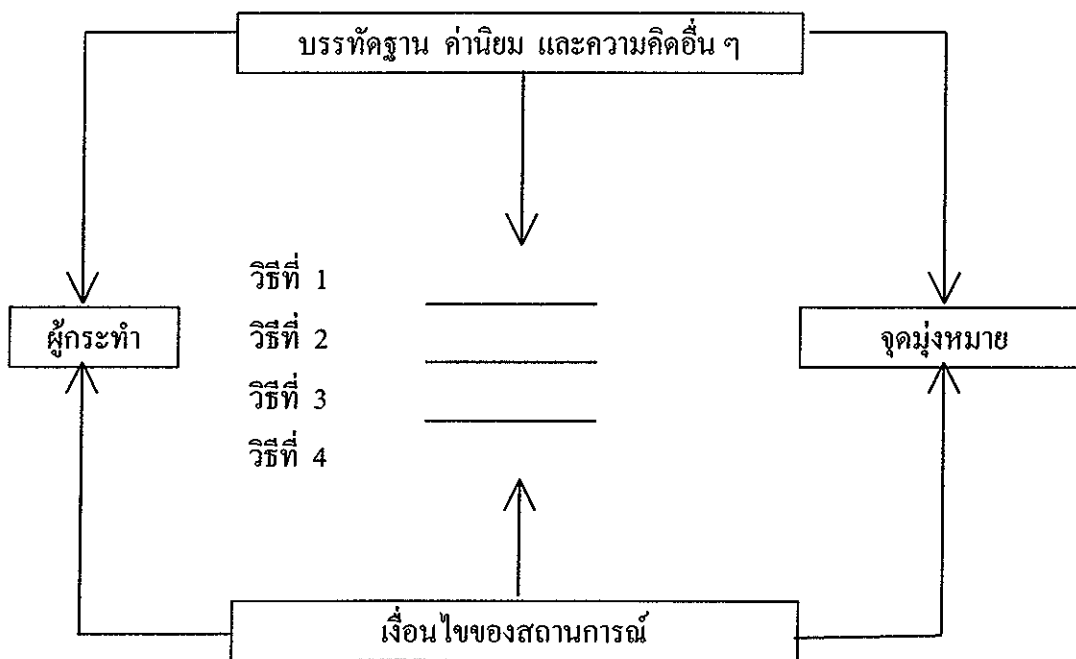 บรรทัดฐาน ค่านิยม และความคิดอื่น ๆ
วิธีที่ 1
ผู้กระทำ
วิธีที่ 2
จุดมุ่งหมาย
วิธีที่ 3
วิธีที่ 4
เงื่อนไขของสถานการณ์